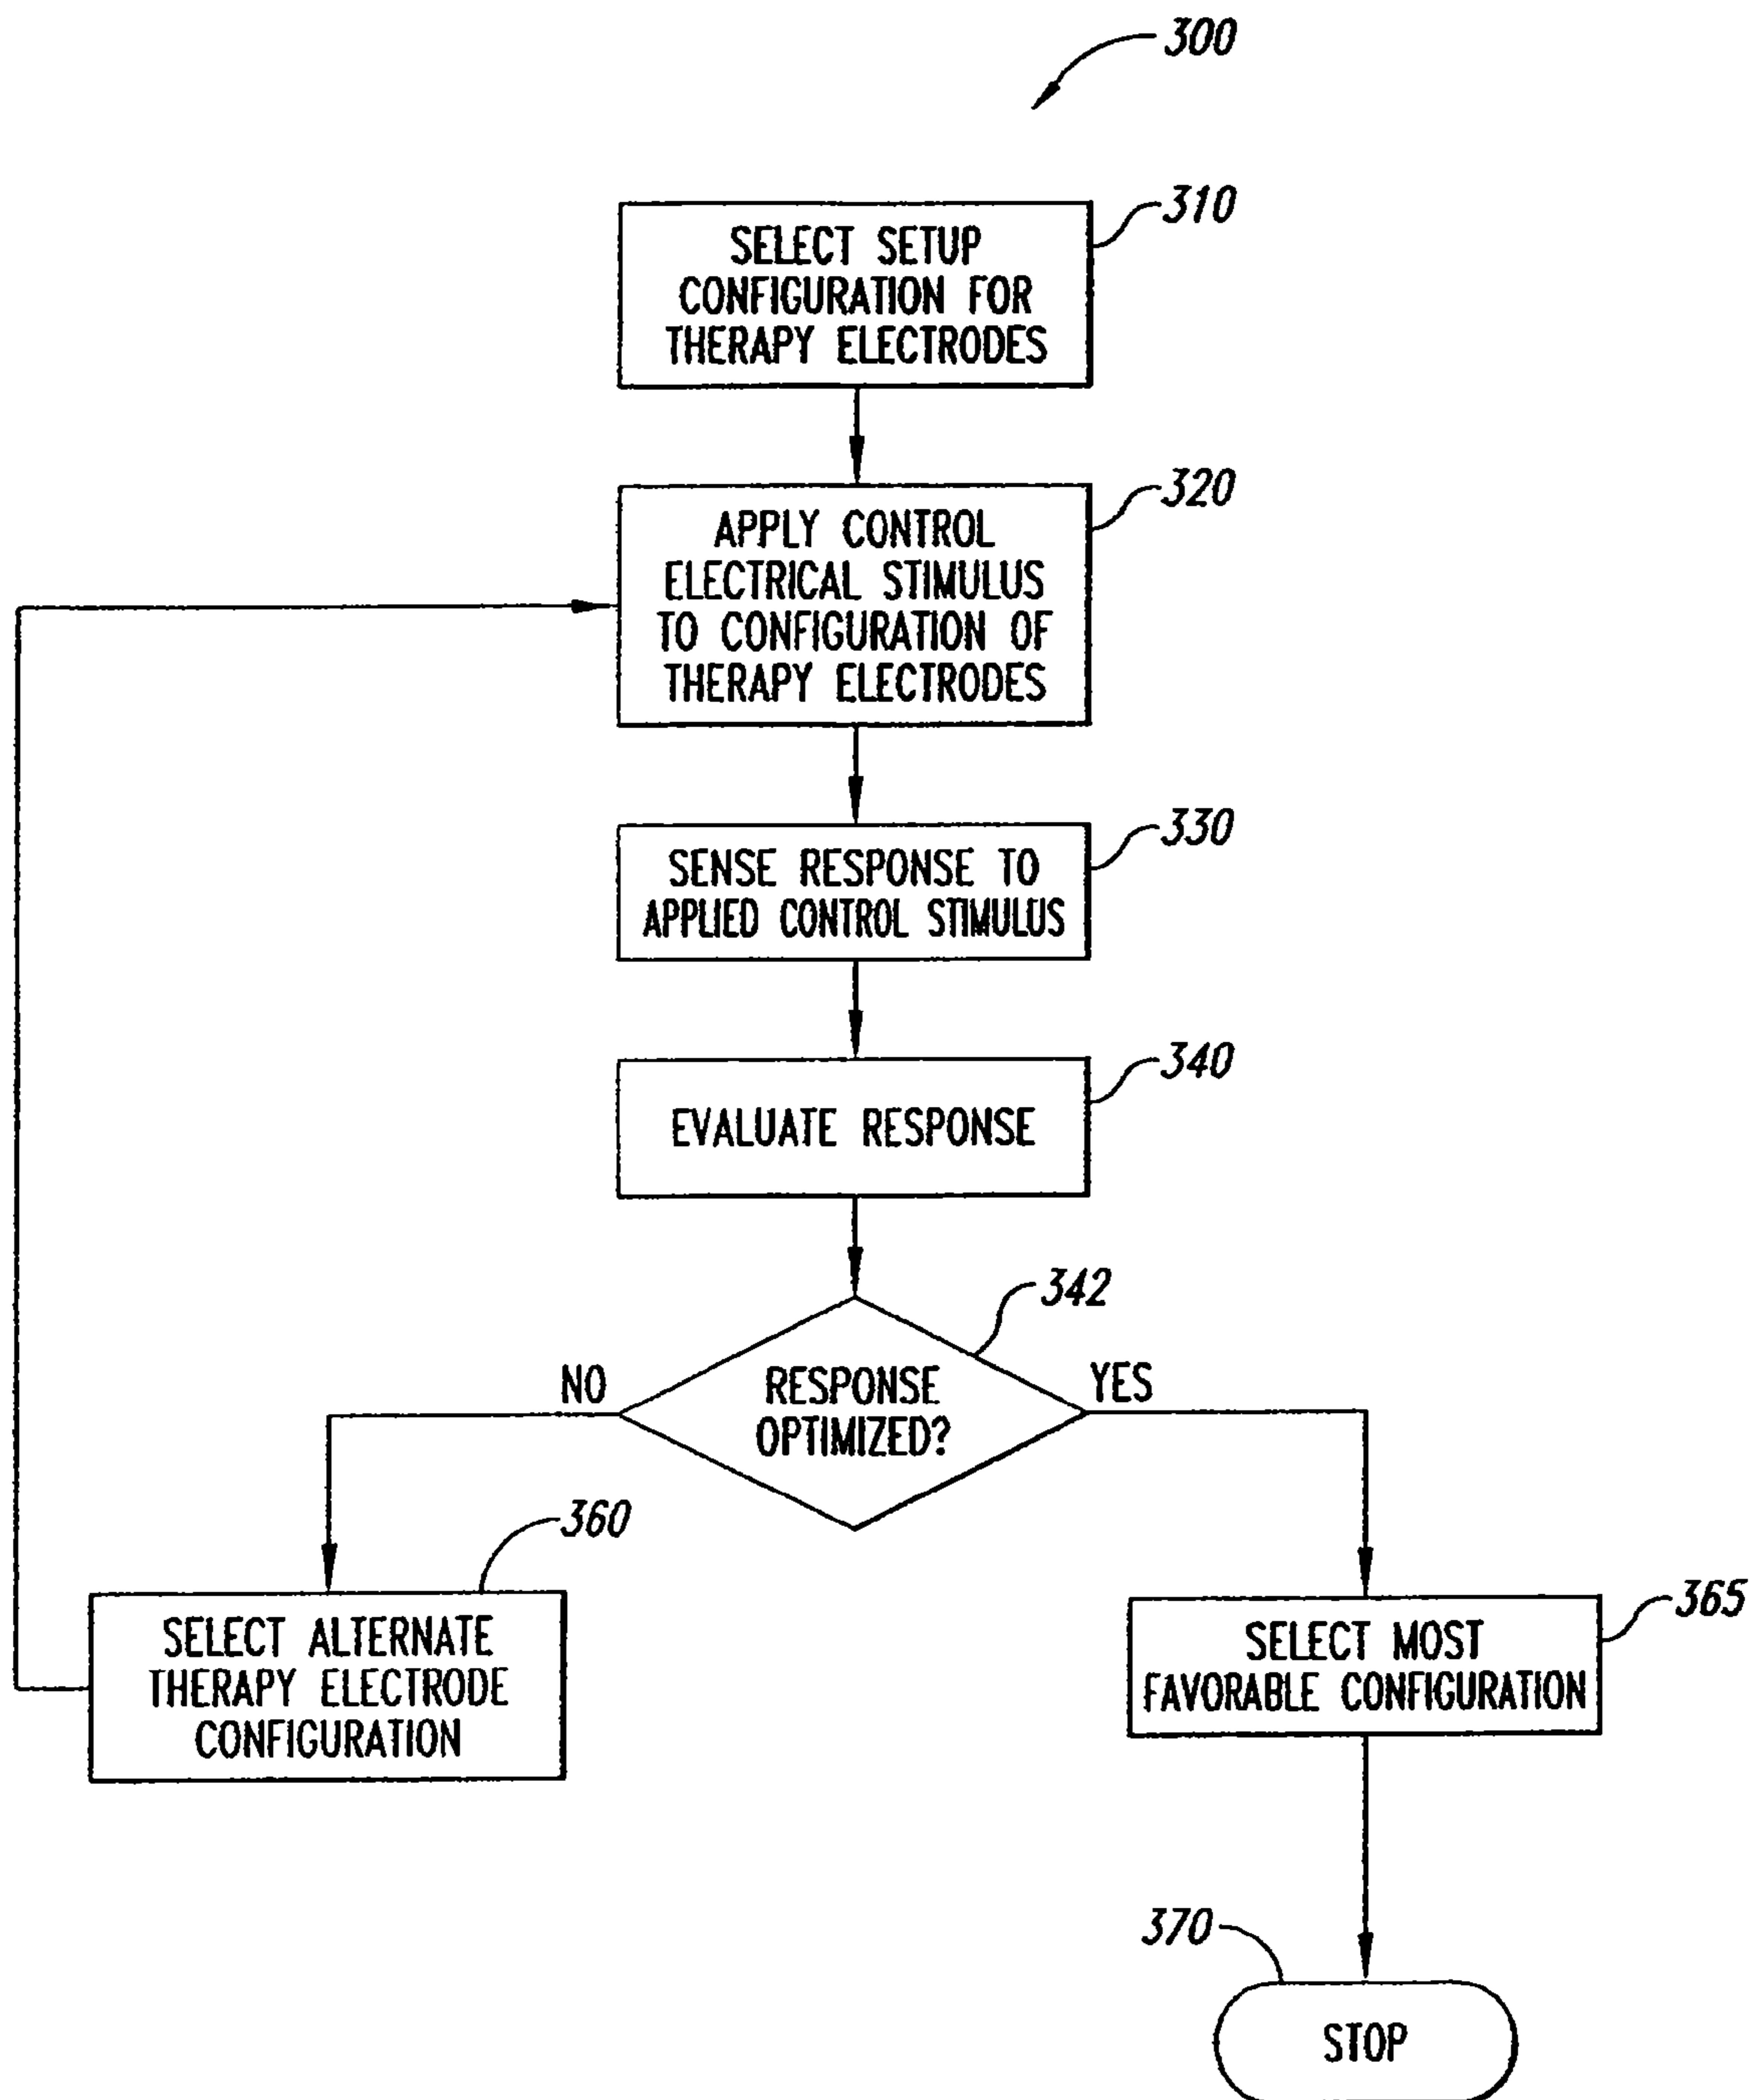 300
310
SELECT SETUP
CONFIGURATION FOR
THERAPY ELECTRODES
320
APPLY CONTROL
ELECTRICAL STIMULUS
TO CONFIGURATION OF
THERAPY ELECTRODES
330
SENSE RESPONSE TO
APPLIED CONTROL STIMULUS
340
EVALUATE RESPONSE
342
RESPONSE
OPTIMIZED?
NO
YES
360
SELECT ALTERNATE
THERAPY ELECTRODE
CONFIGURATION
365
SELECT MOST
FAVORABLE CONFIGURATION
370
STOP